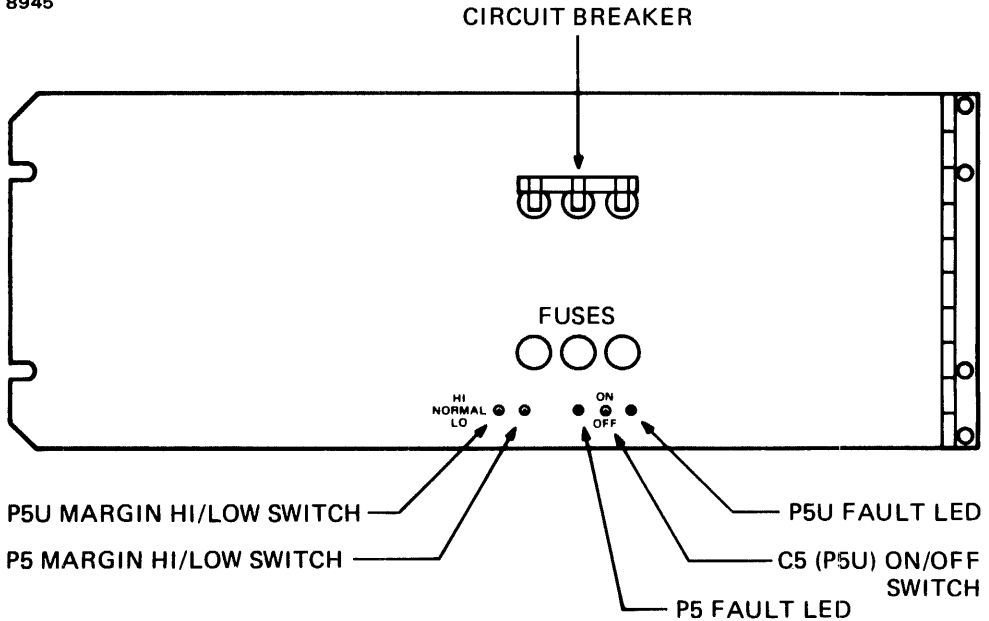 8945
CIRCUIT BREAKER
FUSES
HI
NORMAL
LO
ON
OFF
P5U MARGIN HI/LOW SWITCH
P5 MARGIN HI/LOW SWITCH
P5U FAULT LED
C5 (P5U) ON/OFF
SWITCH
P5 FAULT LED